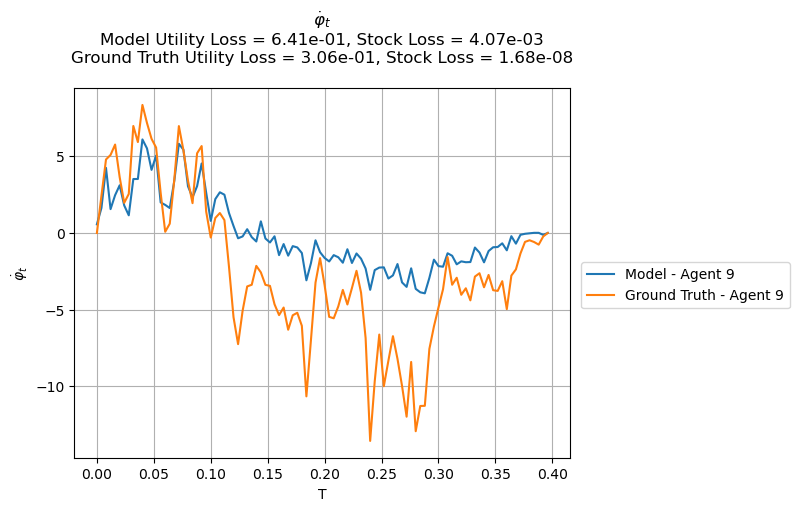 φ̇t
Model Utility Loss = 6.41e-01, Stock Loss = 4.07e-03
Ground Truth Utility Loss = 3.06e-01, Stock Loss = 1.68e-08
5
0
−5
−10
φ̇t
0.00 0.05 0.10 0.15 0.20 0.25 0.30 0.35 0.40
T
Model - Agent 9
Ground Truth - Agent 9